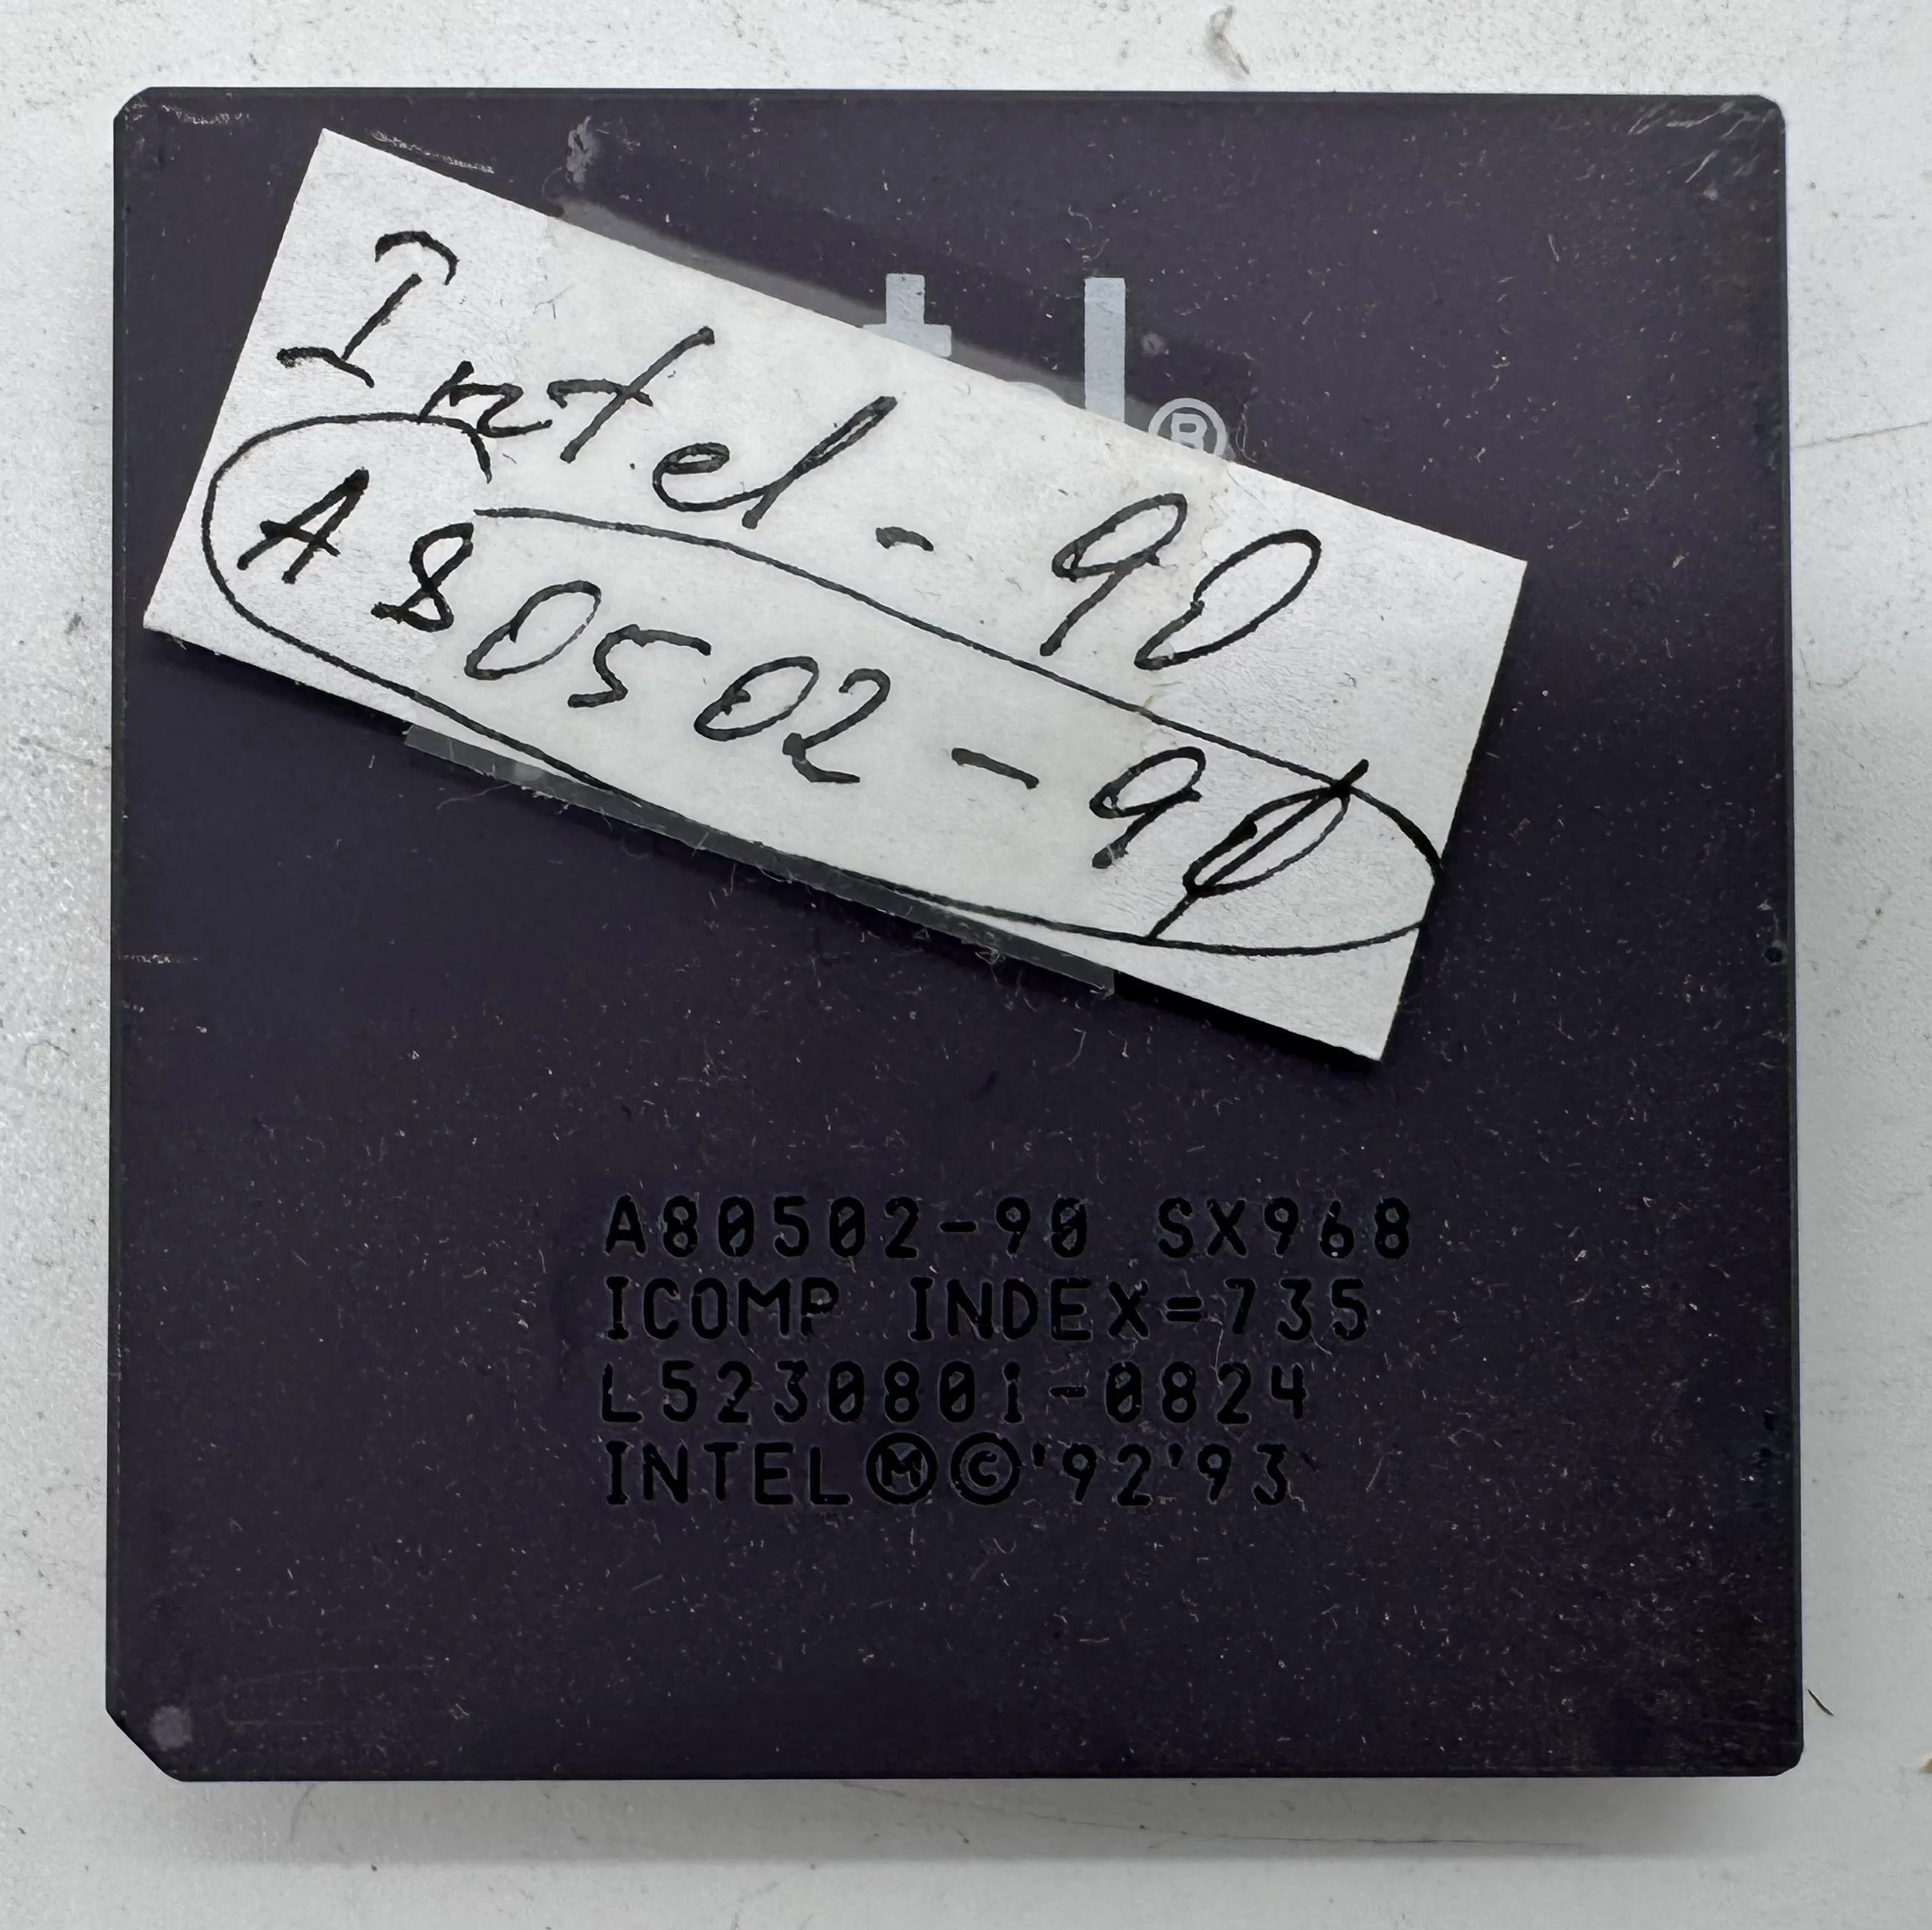 Intel - 90
A80502-90
t l ®
A80502-90 SX968
ICOMP INDEX=735
L5230801-0824
INTEL Ⓜ © '92 '93